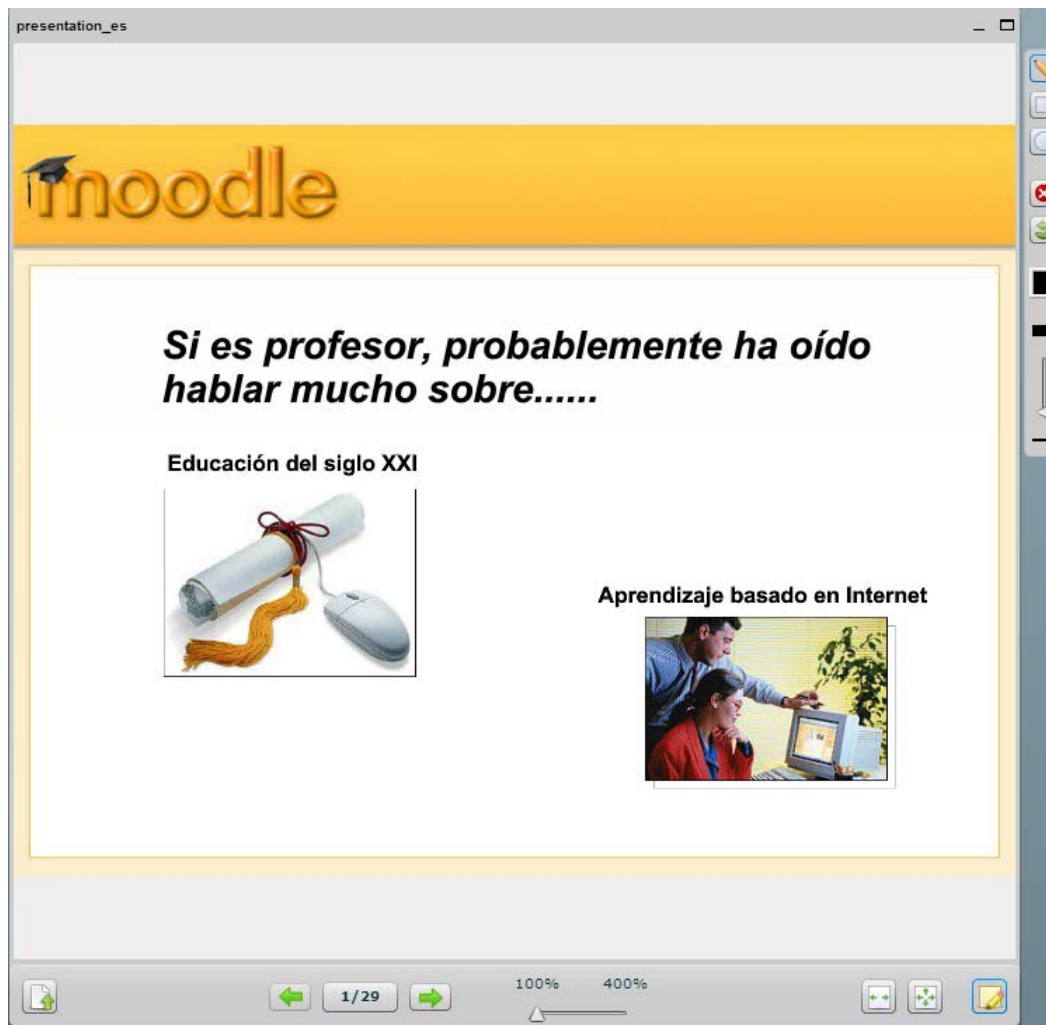 presentation_es
moodle
Si es profesor, probablemente ha oído
hablar mucho sobre......
Educación del siglo XXI
Aprendizaje basado en Internet
1/29
100% 400%